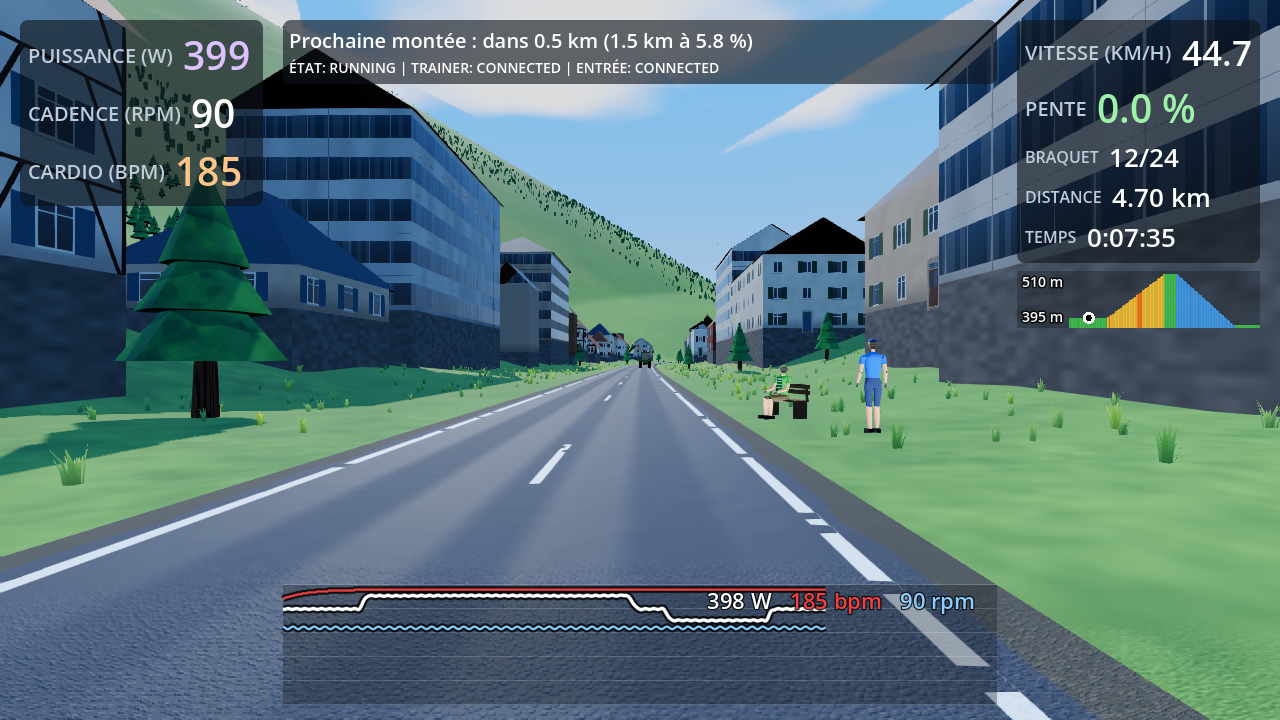 PUISSANCE (W) 399
CADENCE (RPM) 90
CARDIO (BPM) 185
Prochaine montée : dans 0.5 km (1.5 km à 5.8 %)
ÉTAT: RUNNING | TRAINER: CONNECTED | ENTRÉE: CONNECTED
VITESSE (KM/H) 44.7
PENTE 0.0 %
BRAQUET 12/24
DISTANCE 4.70 km
TEMPS 0:07:35
510 m
395 m
398 W 185 bpm 90 rpm